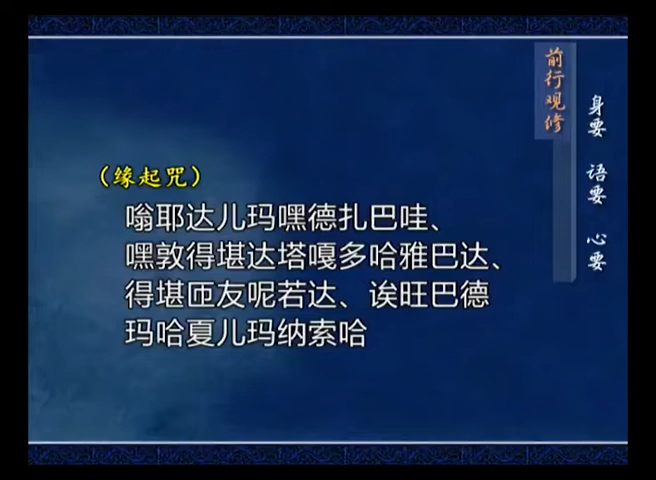 前行观修
身要 语要 心要
（缘起咒）
嗡耶达儿玛嘿德扎巴哇、
嘿敦得堪达塔嘎多哈雅巴达、
得堪匝友呢若达、诶旺巴德
玛哈夏儿玛纳索哈